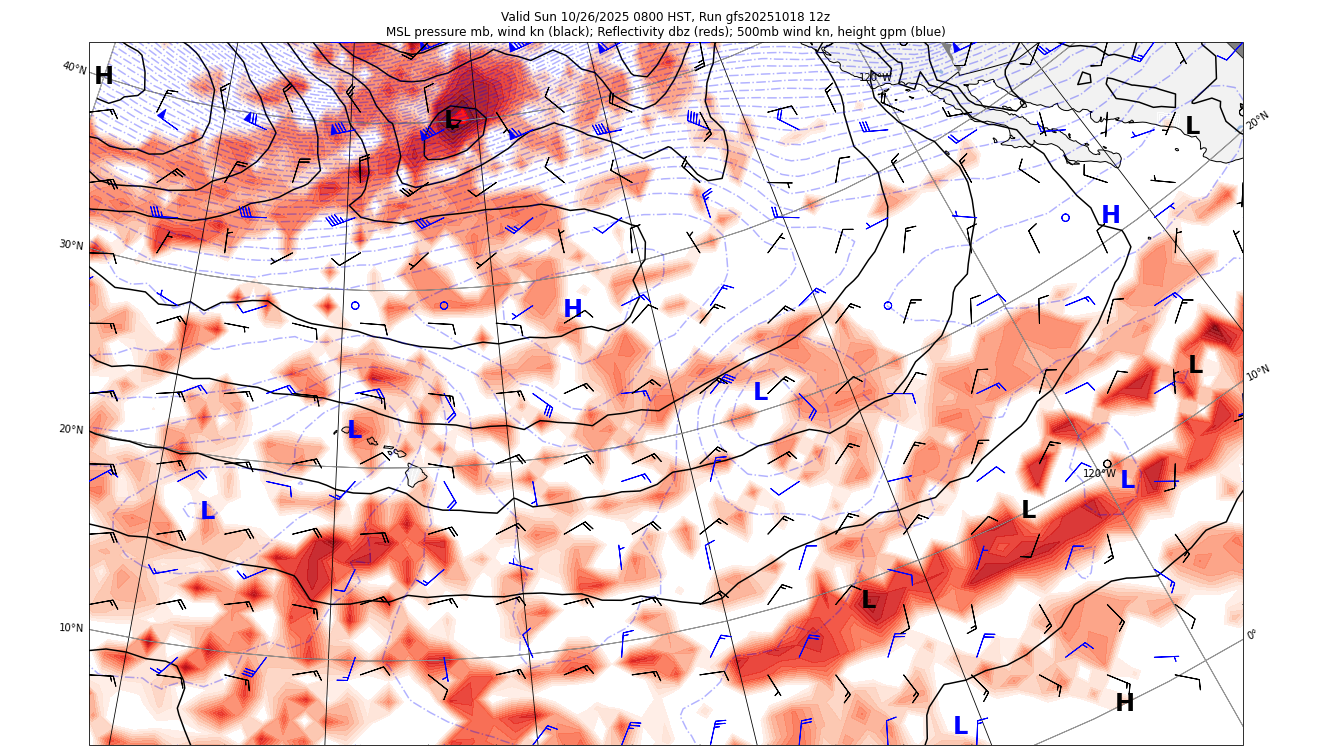 Valid Sun 10/26/2025 0800 HST, Run gfs20251018 12z
MSL pressure mb, wind kn (black); Reflectivity dbz (reds); 500mb wind kn, height gpm (blue)
40°N
H
120°W
L
L
20°N
H
30°N
H
L
10°N
L
20°N
L
120°W
L
L
L
L
10°N
0°
H
L